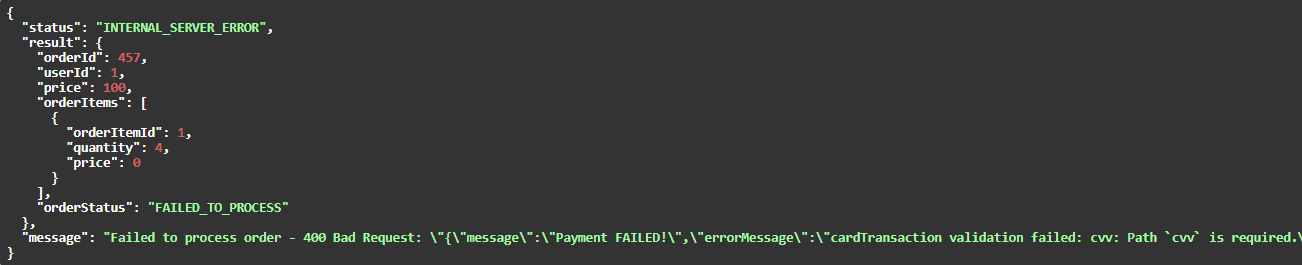 {
  "status": "INTERNAL_SERVER_ERROR",
  "result": {
    "orderId": 457,
    "userId": 1,
    "price": 100,
    "orderItems": [
      {
        "orderItemId": 1,
        "quantity": 4,
        "price": 0
      }
    ],
    "orderStatus": "FAILED_TO_PROCESS"
  },
  "message": "Failed to process order - 400 Bad Request: \"{\"message\":\"Payment FAILED!\",\"errorMessage\":\"cardTransaction validation failed: cvv: Path `cvv` is required.\
}